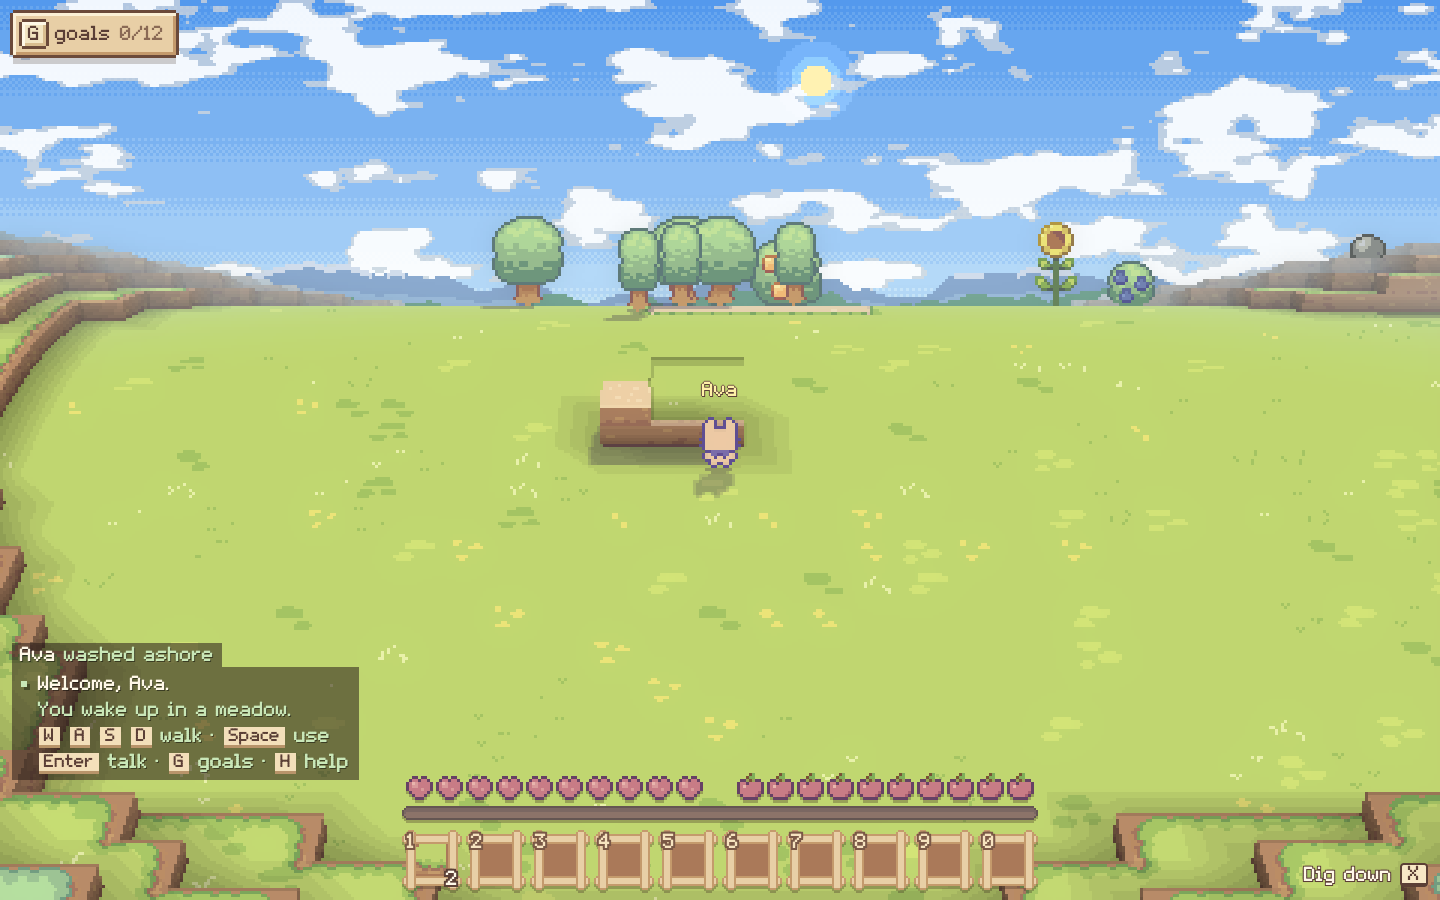 G goals 0/12
Ava
Ava washed ashore
Welcome, Ava.
You wake up in a meadow.
W A S D walk · Space use
Enter talk · G goals · H help
1 2 3 4 5 6 7 8 9 0
2
Dig down X